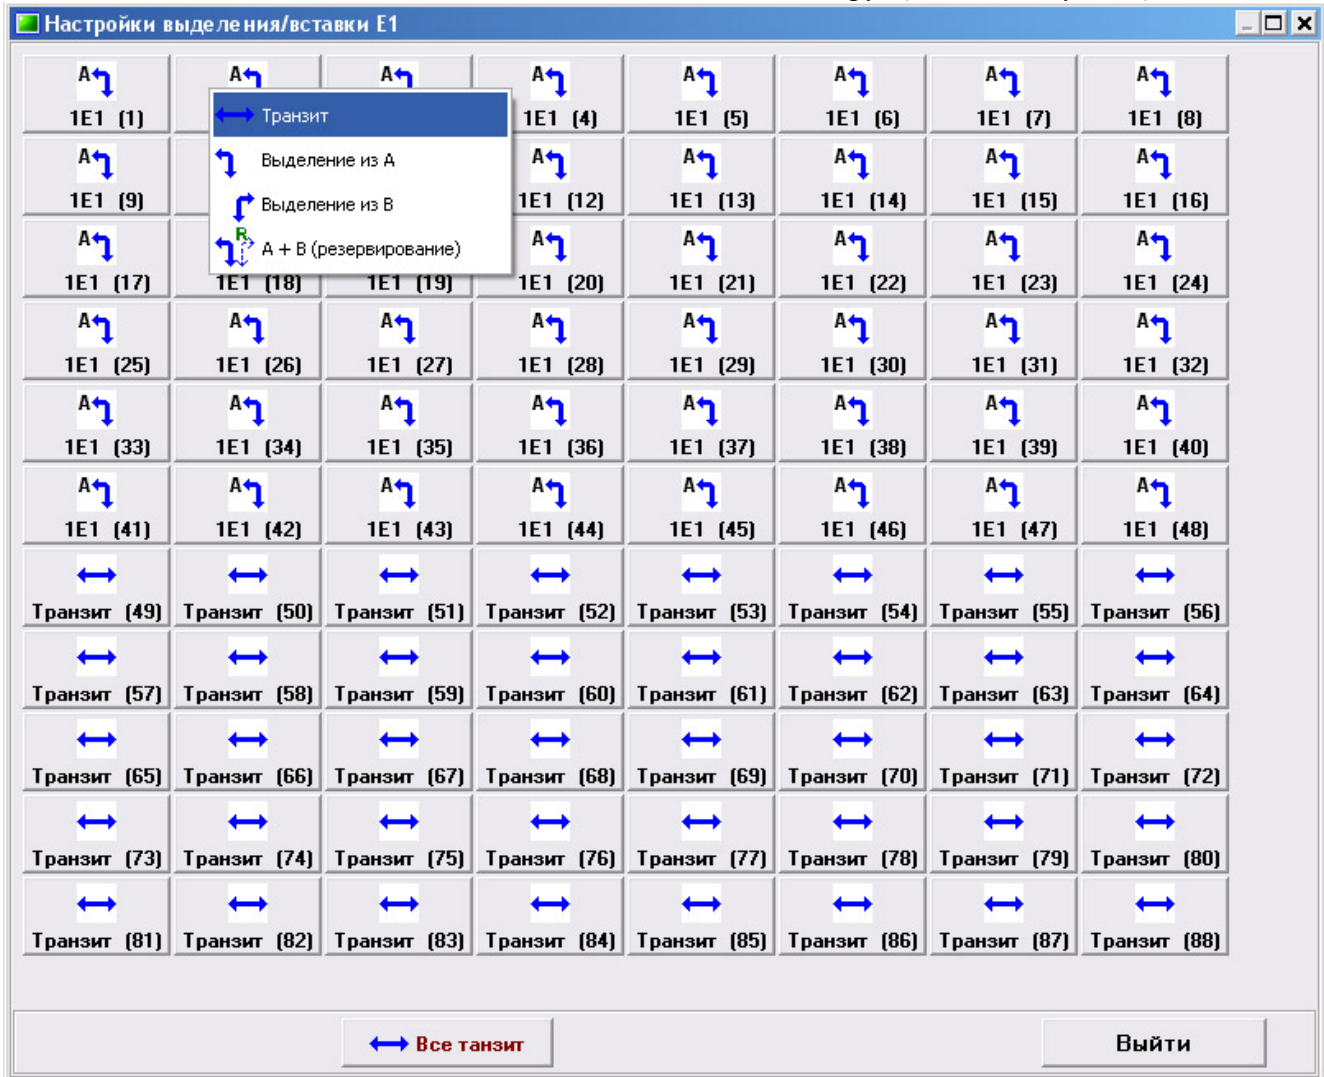 Настройки выделения/вставки E1
A A A A A A A A
1E1 (1) 1E1 (4) 1E1 (5) 1E1 (6) 1E1 (7) 1E1 (8)
Транзит
Выделение из A
Выделение из B
R
A + B (резервирование)
A A A A A A
1E1 (9) 1E1 (12) 1E1 (13) 1E1 (14) 1E1 (15) 1E1 (16)
A A A A A A
1E1 (17) 1E1 (18) 1E1 (19) 1E1 (20) 1E1 (21) 1E1 (22) 1E1 (23) 1E1 (24)
A A A A A A A A
1E1 (25) 1E1 (26) 1E1 (27) 1E1 (28) 1E1 (29) 1E1 (30) 1E1 (31) 1E1 (32)
A A A A A A A A
1E1 (33) 1E1 (34) 1E1 (35) 1E1 (36) 1E1 (37) 1E1 (38) 1E1 (39) 1E1 (40)
A A A A A A A A
1E1 (41) 1E1 (42) 1E1 (43) 1E1 (44) 1E1 (45) 1E1 (46) 1E1 (47) 1E1 (48)
Транзит (49) Транзит (50) Транзит (51) Транзит (52) Транзит (53) Транзит (54) Транзит (55) Транзит (56)
Транзит (57) Транзит (58) Транзит (59) Транзит (60) Транзит (61) Транзит (62) Транзит (63) Транзит (64)
Транзит (65) Транзит (66) Транзит (67) Транзит (68) Транзит (69) Транзит (70) Транзит (71) Транзит (72)
Транзит (73) Транзит (74) Транзит (75) Транзит (76) Транзит (77) Транзит (78) Транзит (79) Транзит (80)
Транзит (81) Транзит (82) Транзит (83) Транзит (84) Транзит (85) Транзит (86) Транзит (87) Транзит (88)
Все танзит
Выйти